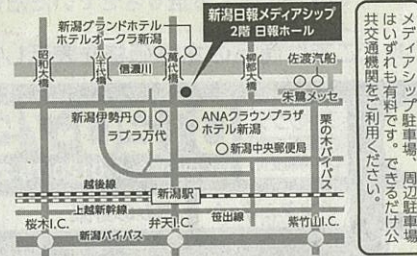 新潟日報メディアシップ
2階 日報ホール
新潟グランドホテル
ホテルオークラ新潟
昭和大橋
八千代橋
萬代橋
柳都大橋
信濃川
佐渡汽船
朱鷺メッセ
新潟伊勢丹
ラブラ万代
ANAクラウンプラザ
ホテル新潟
新潟中央郵便局
栗の木バイパス
越後線
新潟駅
上越新幹線
笹出線
桜木I.C.
弁天I.C.
紫竹山I.C.
新潟バイパス
メディアシップ駐車場、周辺駐車場
はいずれも有料です。できるだけ公
共交通機関をご利用ください。